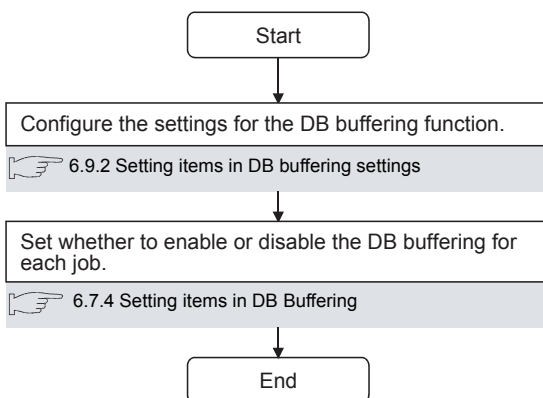 Start
Configure the settings for the DB buffering function.
6.9.2 Setting items in DB buffering settings
Set whether to enable or disable the DB buffering for
each job.
6.7.4 Setting items in DB Buffering
End